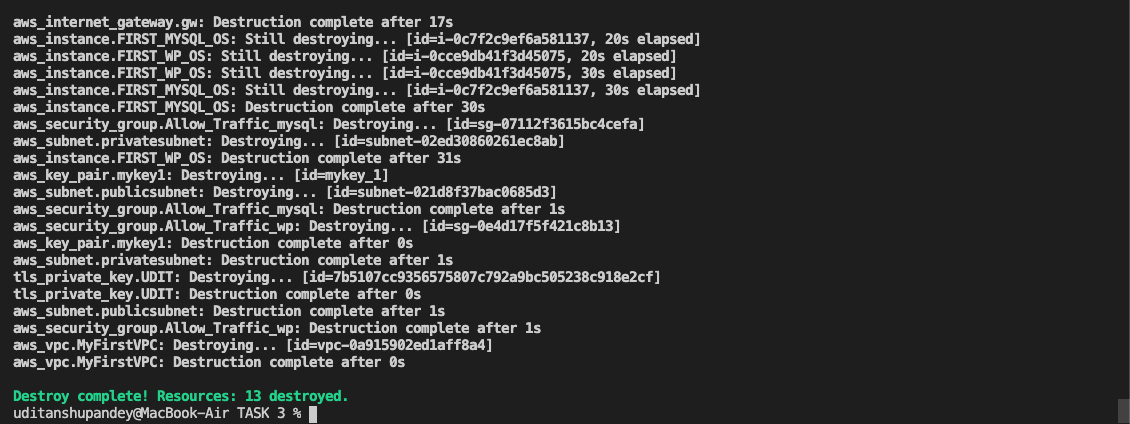 aws_internet_gateway.gw: Destruction complete after 17s
aws_instance.FIRST_MYSQL_OS: Still destroying... [id=i-0c7f2c9ef6a581137, 20s elapsed]
aws_instance.FIRST_WP_OS: Still destroying... [id=i-0cce9db41f3d45075, 20s elapsed]
aws_instance.FIRST_WP_OS: Still destroying... [id=i-0cce9db41f3d45075, 30s elapsed]
aws_instance.FIRST_MYSQL_OS: Still destroying... [id=i-0c7f2c9ef6a581137, 30s elapsed]
aws_instance.FIRST_MYSQL_OS: Destruction complete after 30s
aws_security_group.Allow_Traffic_mysql: Destroying... [id=sg-07112f3615bc4cefa]
aws_subnet.privatesubnet: Destroying... [id=subnet-02ed30860261ec8ab]
aws_instance.FIRST_WP_OS: Destruction complete after 31s
aws_key_pair.mykey1: Destroying... [id=mykey_1]
aws_subnet.publicsubnet: Destroying... [id=subnet-021d8f37bac0685d3]
aws_security_group.Allow_Traffic_mysql: Destruction complete after 1s
aws_security_group.Allow_Traffic_wp: Destroying... [id=sg-0e4d17f5f421c8b13]
aws_key_pair.mykey1: Destruction complete after 0s
aws_subnet.privatesubnet: Destruction complete after 1s
tls_private_key.UDIT: Destroying... [id=7b5107cc9356575807c792a9bc505238c918e2cf]
tls_private_key.UDIT: Destruction complete after 0s
aws_subnet.publicsubnet: Destruction complete after 1s
aws_security_group.Allow_Traffic_wp: Destruction complete after 1s
aws_vpc.MyFirstVPC: Destroying... [id=vpc-0a915902ed1aff8a4]
aws_vpc.MyFirstVPC: Destruction complete after 0s
Destroy complete! Resources: 13 destroyed.
uditanshupandey@MacBook-Air TASK 3 %